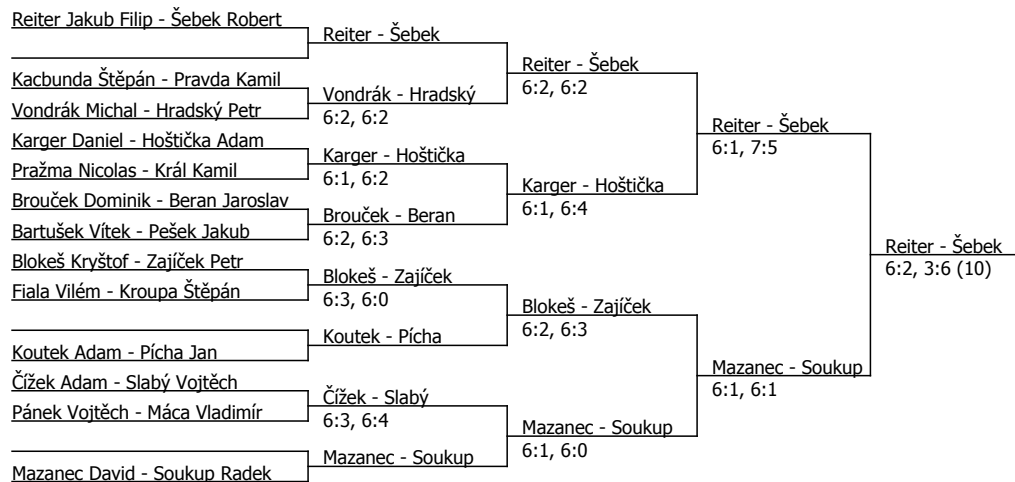 Reiter Jakub Filip - Šebek Robert
Kacbunda Štěpán - Pravda Kamil
Vondrák Michal - Hradský Petr
Karger Daniel - Hoštička Adam
Pražma Nicolas - Král Kamil
Brouček Dominik - Beran Jaroslav
Bartušek Vítek - Pešek Jakub
Blokeš Kryštof - Zajíček Petr
Fiala Vilém - Kroupa Štěpán
Koutek Adam - Pícha Jan
Čížek Adam - Slabý Vojtěch
Pánek Vojtěch - Máca Vladimír
Mazanec David - Soukup Radek
Reiter - Šebek
Vondrák - Hradský
6:2, 6:2
Karger - Hoštička
6:1, 6:2
Brouček - Beran
6:2, 6:3
Blokeš - Zajíček
6:3, 6:0
Koutek - Pícha
Čížek - Slabý
6:3, 6:4
Mazanec - Soukup
Reiter - Šebek
6:2, 6:2
Karger - Hoštička
6:1, 6:4
Blokeš - Zajíček
6:2, 6:3
Mazanec - Soukup
6:1, 6:0
Reiter - Šebek
6:1, 7:5
Mazanec - Soukup
6:1, 6:1
Reiter - Šebek
6:2, 3:6 (10)